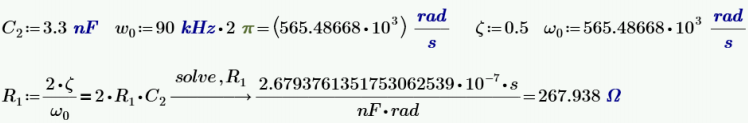 C₂:=3.3 nF w₀:=90 kHz·2 π=(565.48668·10³) rad/s ζ:=0.5 ω₀:=565.48668·10³ rad/s
R₁:=2·ζ/ω₀=2·R₁·C₂ solve,R₁→ 2.6793761351753062539·10⁻⁷·s/nF·rad=267.938 Ω